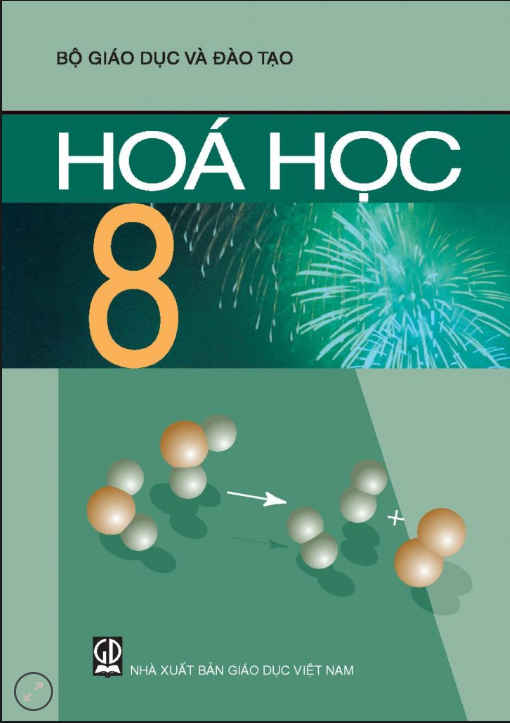 BỘ GIÁO DỤC VÀ ĐÀO TẠO
HOÁ HỌC
8
+
GD
NHÀ XUẤT BẢN GIÁO DỤC VIỆT NAM